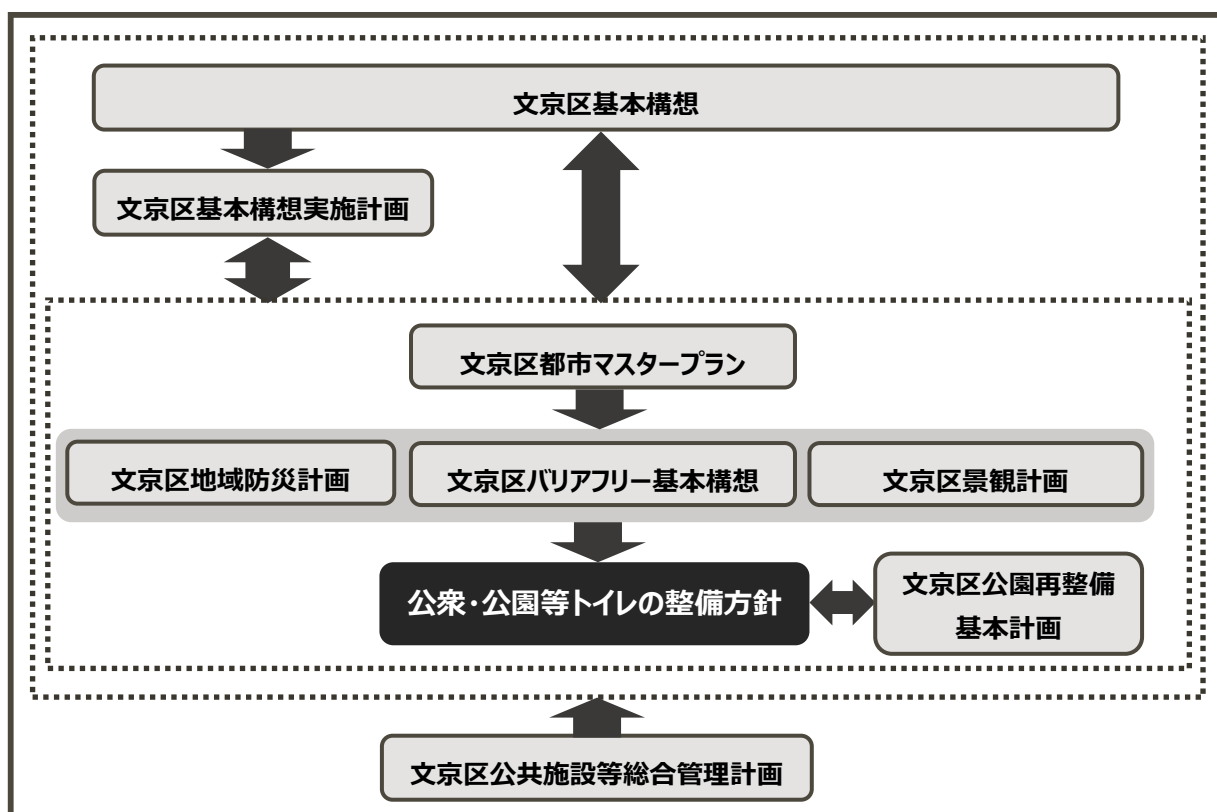 文京区基本構想
文京区基本構想実施計画
文京区都市マスタープラン
文京区地域防災計画
文京区バリアフリー基本構想
文京区景観計画
公衆・公園等トイレの整備方針
文京区公園再整備
基本計画
文京区公共施設等総合管理計画